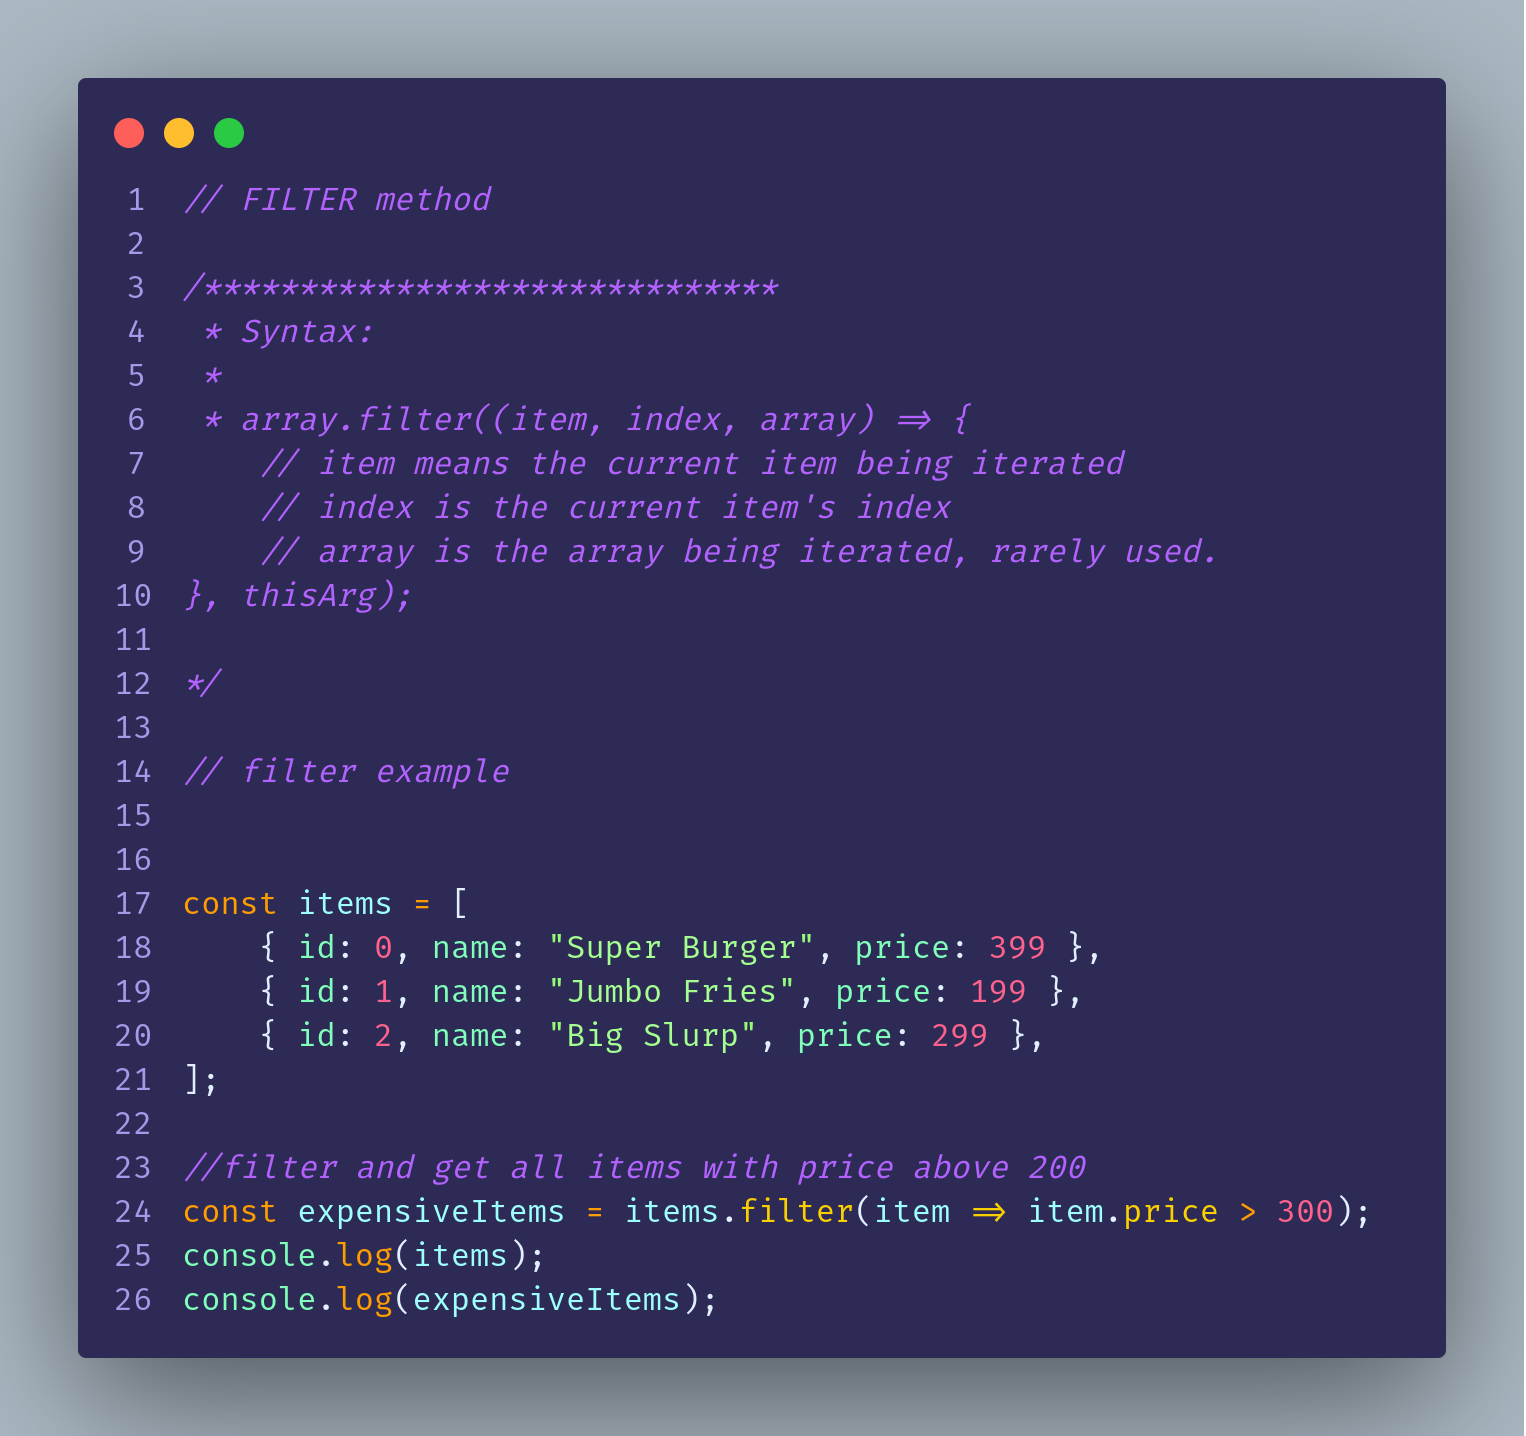 1 // FILTER method
2
3 /******************************
4  * Syntax:
5  *
6  * array.filter((item, index, array) => {
7     // item means the current item being iterated
8     // index is the current item's index
9     // array is the array being iterated, rarely used.
10 }, thisArg);
11
12 */
13
14 // filter example
15
16
17 const items = [
18     { id: 0, name: "Super Burger", price: 399 },
19     { id: 1, name: "Jumbo Fries", price: 199 },
20     { id: 2, name: "Big Slurp", price: 299 },
21 ];
22
23 //filter and get all items with price above 200
24 const expensiveItems = items.filter(item => item.price > 300);
25 console.log(items);
26 console.log(expensiveItems);